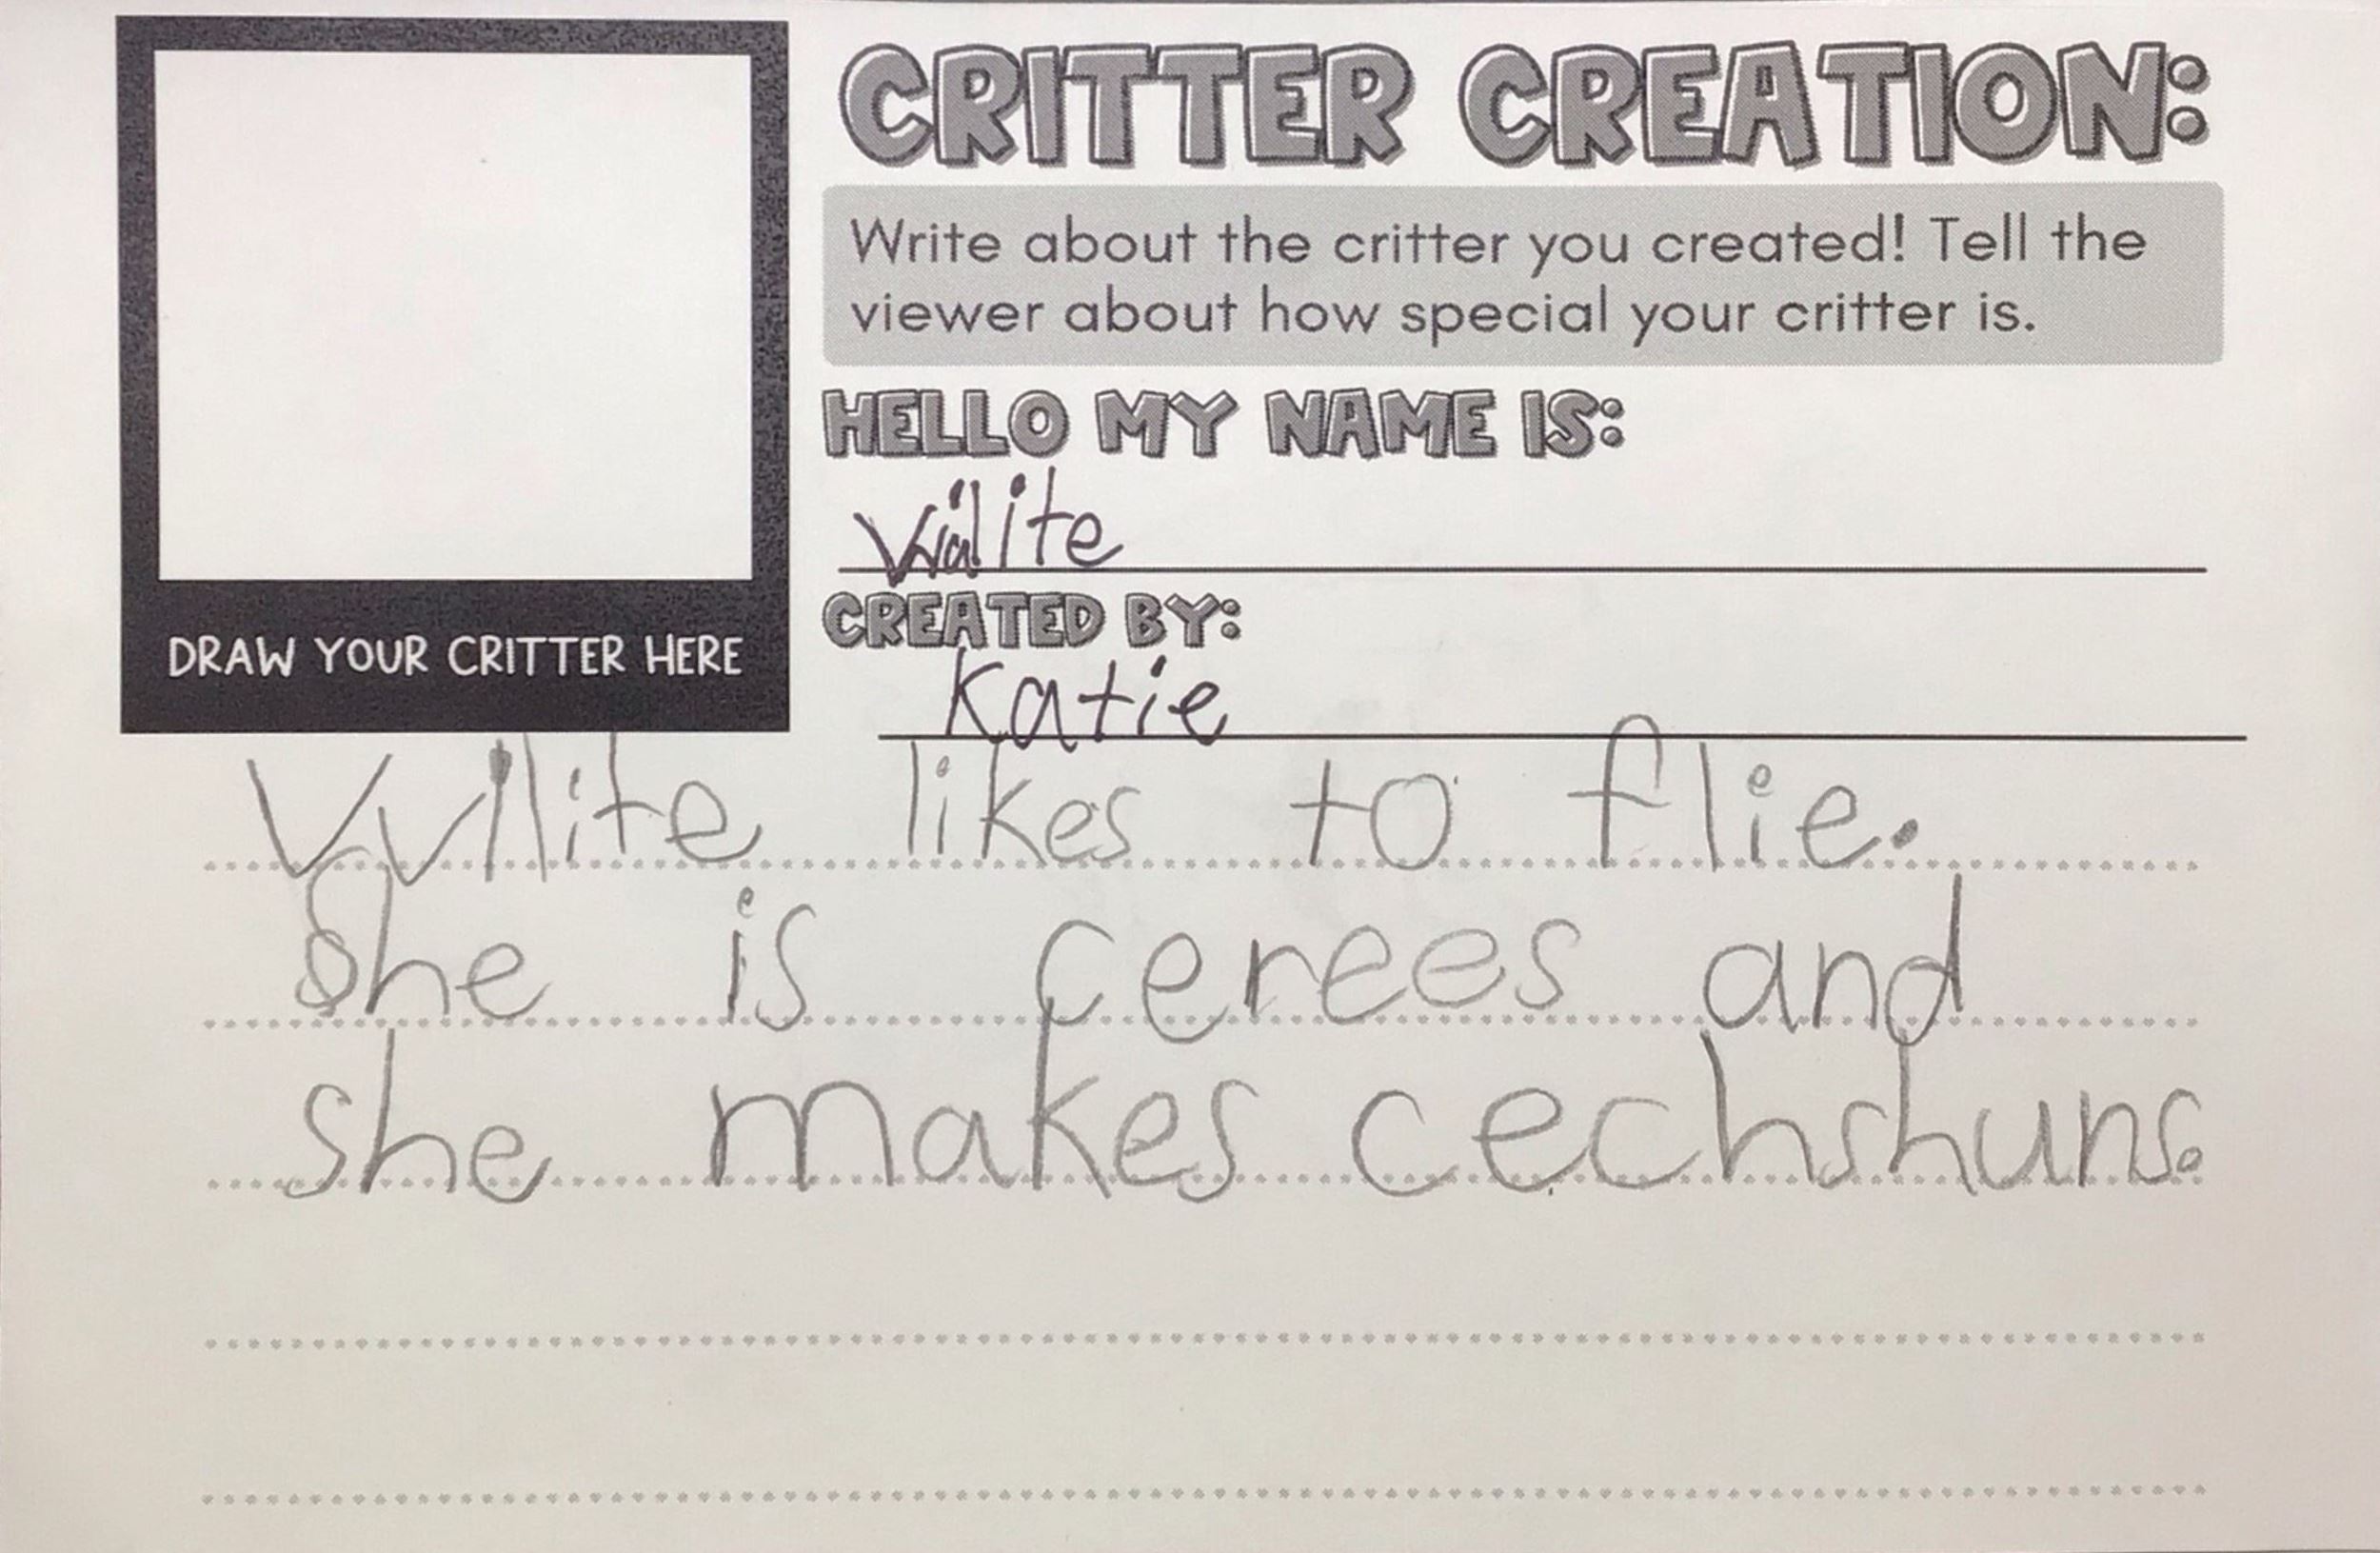 CRITTER CREATION:
Write about the critter you created! Tell the
viewer about how special your critter is.
HELLO MY NAME IS:
CREATED BY:
Katie
DRAW YOUR CRITTER HERE
Vvilite likes to flie.
She is cerees and
she makes cechshuns.